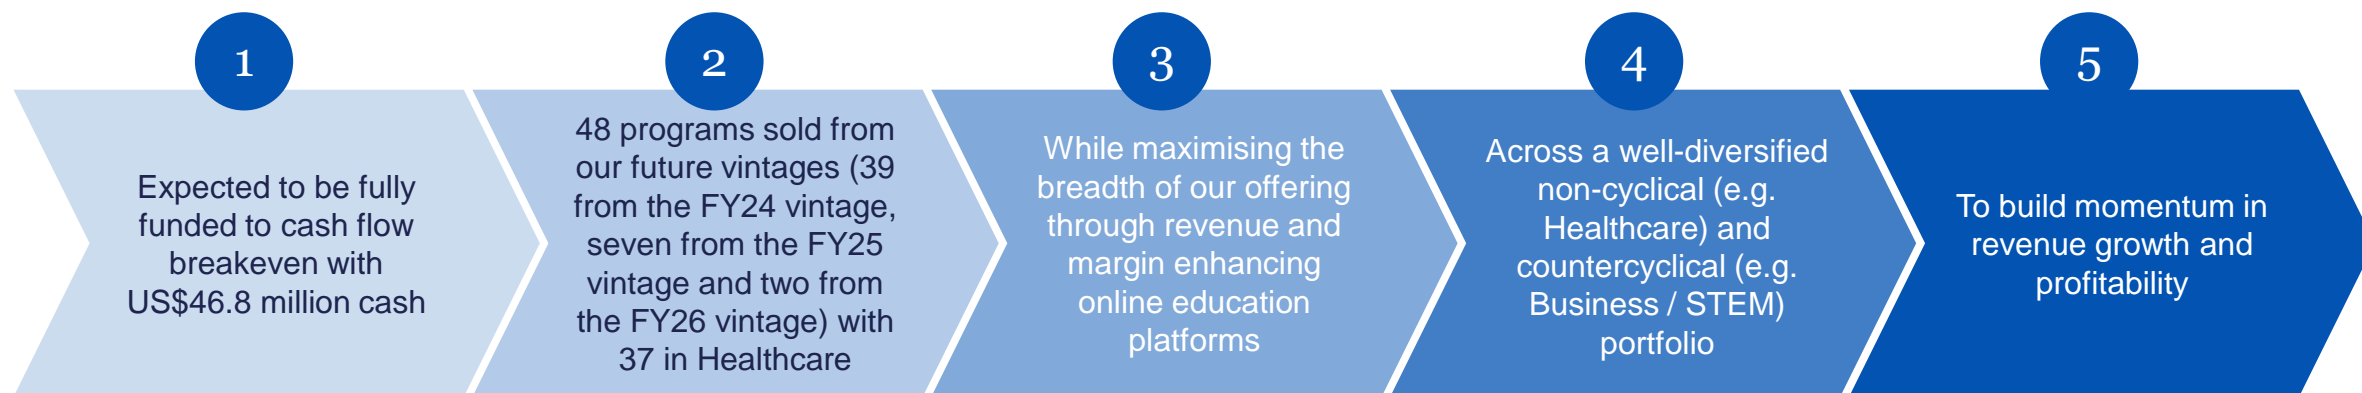 1
Expected to be fully
funded to cash flow
breakeven with
US$46.8 million cash
2
48 programs sold from
our future vintages (39
from the FY24 vintage,
seven from the FY25
vintage and two from
the FY26 vintage) with
37 in Healthcare
3
While maximising the
breadth of our offering
through revenue and
margin enhancing
online education
platforms
4
Across a well-diversified
non-cyclical (e.g.
Healthcare) and
countercyclical (e.g.
Business / STEM)
portfolio
5
To build momentum in
revenue growth and
profitability